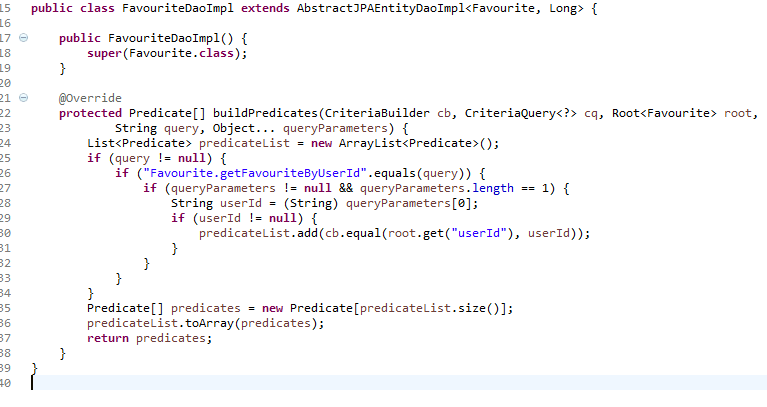 15 public class FavouriteDaoImpl extends AbstractJPAEntityDaoImpl<Favourite, Long> {
16
17     public FavouriteDaoImpl() {
18         super(Favourite.class);
19     }
20
21     @Override
22     protected Predicate[] buildPredicates(CriteriaBuilder cb, CriteriaQuery<?> cq, Root<Favourite> root,
23             String query, Object... queryParameters) {
24         List<Predicate> predicateList = new ArrayList<Predicate>();
25         if (query != null) {
26             if ("Favourite.getFavouriteByUserId".equals(query)) {
27                 if (queryParameters != null && queryParameters.length == 1) {
28                     String userId = (String) queryParameters[0];
29                     if (userId != null) {
30                         predicateList.add(cb.equal(root.get("userId"), userId));
31                     }
32                 }
33             }
34         }
35         Predicate[] predicates = new Predicate[predicateList.size()];
36         predicateList.toArray(predicates);
37         return predicates;
38     }
39 }
40